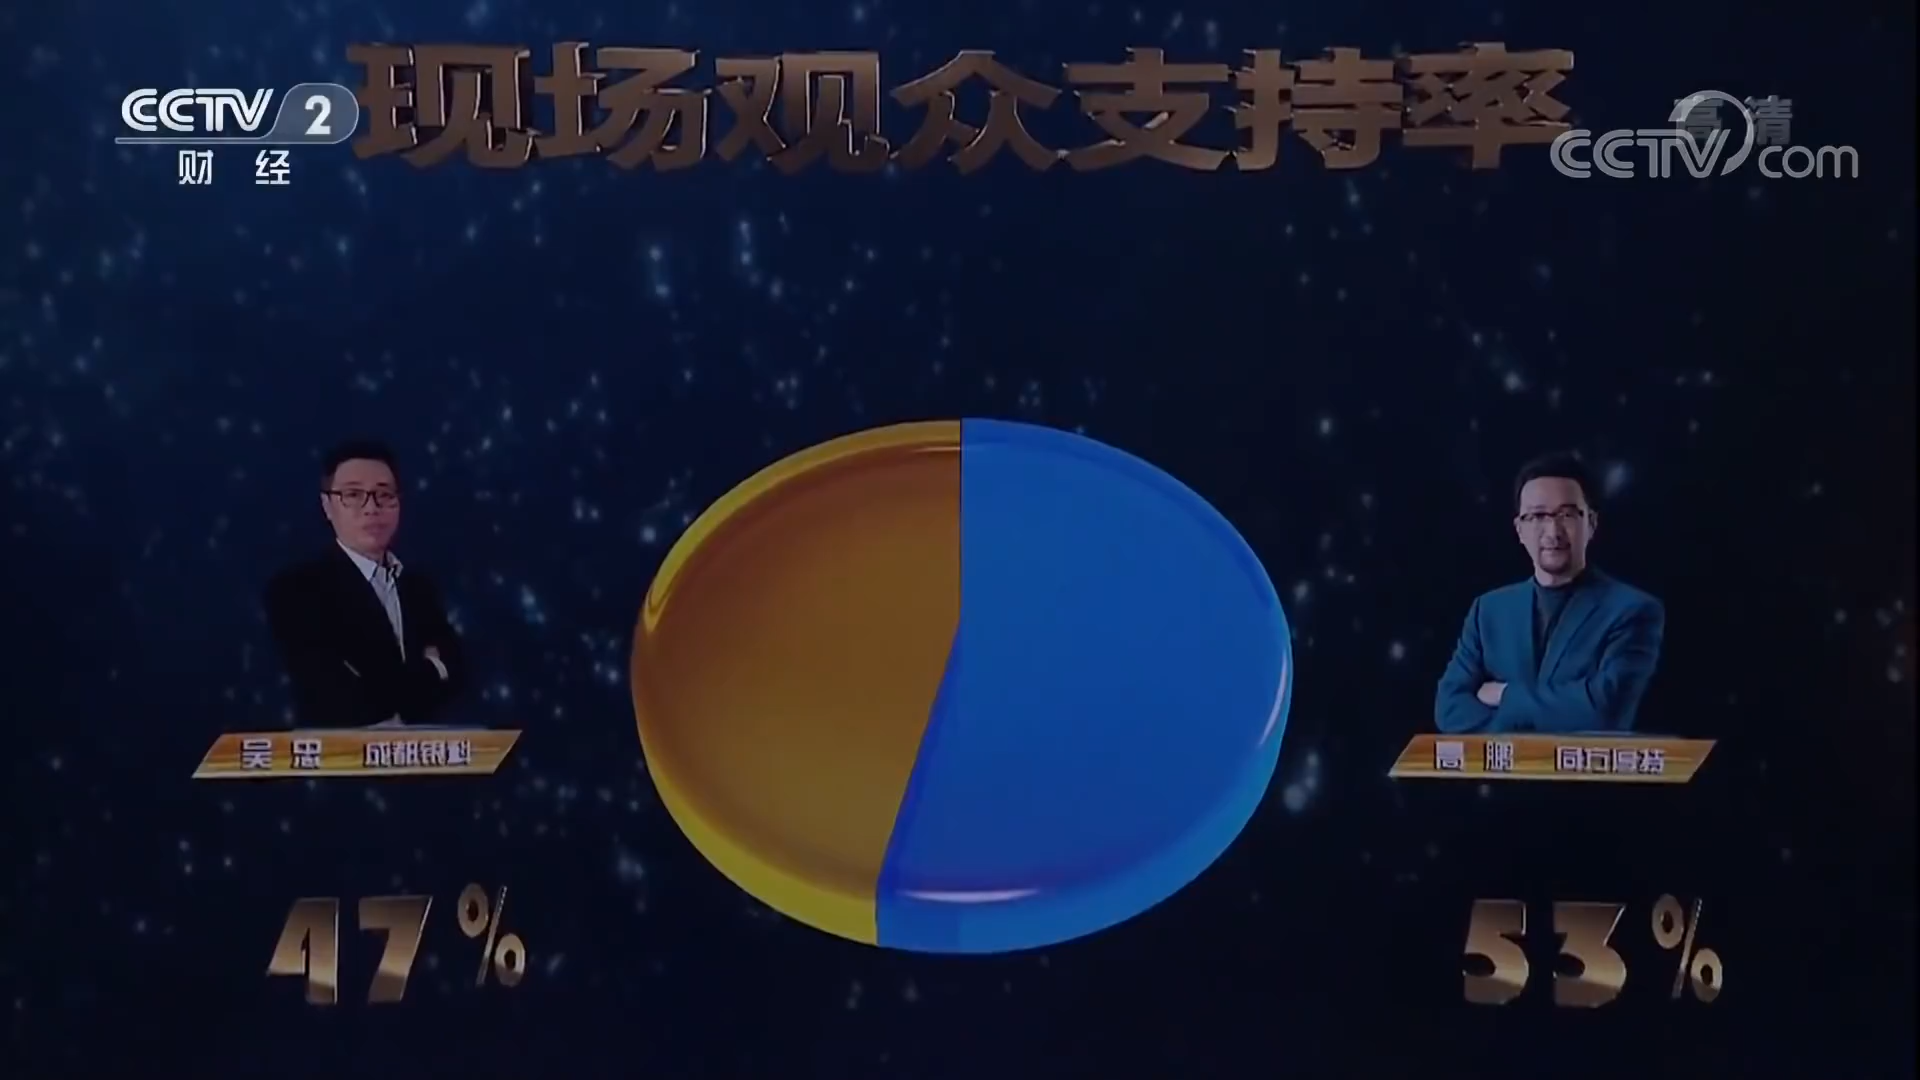 现场观众支持率
CCTV 2
财经
高清
CCTV.com
吴忠 成都银科
高鹏 同方厚持
47%
53%